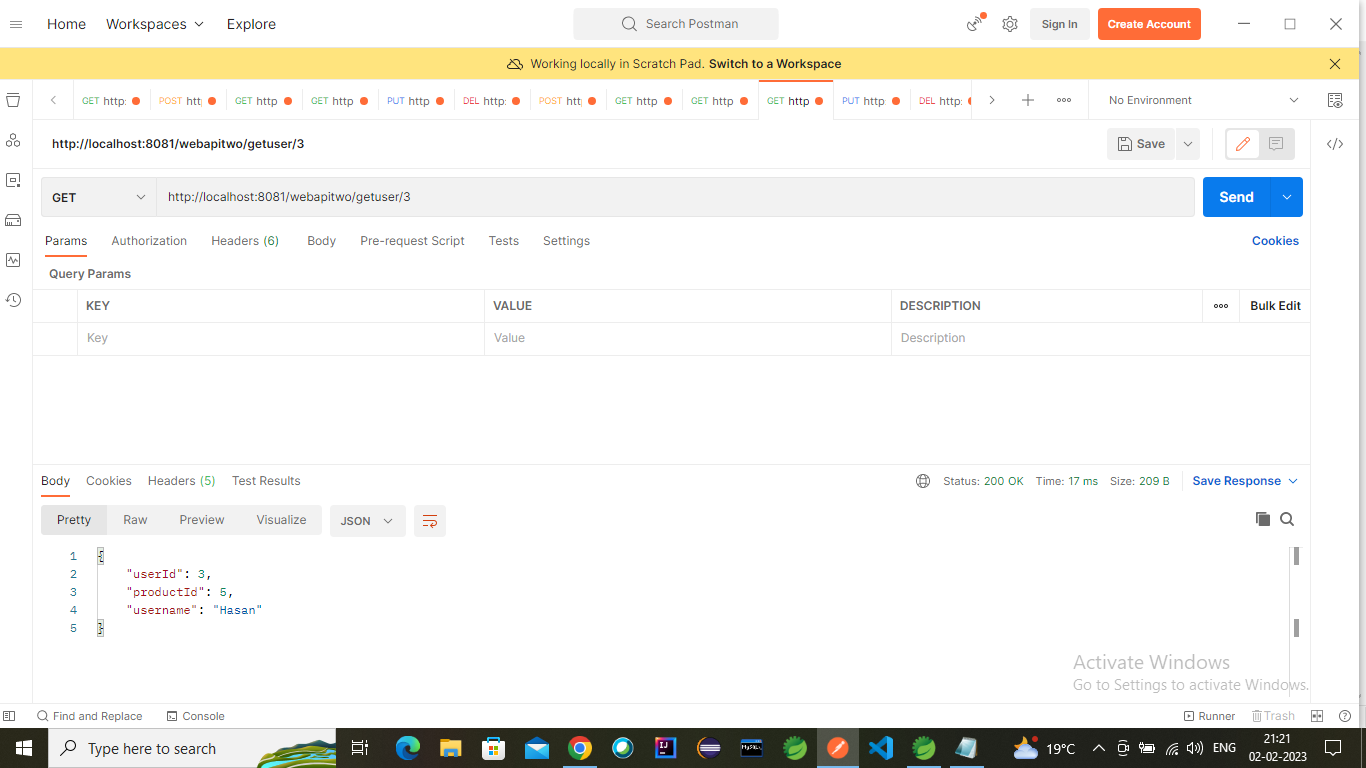 Home Workspaces Explore Search Postman Sign In Create Account
Working locally in Scratch Pad. Switch to a Workspace
GET http: POST htt GET http GET http PUT http DEL http: POST htt GET http GET http GET http PUT http DEL http: No Environment
http://localhost:8081/webapitwo/getuser/3 Save
GET http://localhost:8081/webapitwo/getuser/3 Send
Params Authorization Headers (6) Body Pre-request Script Tests Settings Cookies
Query Params
KEY VALUE DESCRIPTION Bulk Edit
Key Value Description
Body Cookies Headers (5) Test Results Status: 200 OK Time: 17 ms Size: 209 B Save Response
Pretty Raw Preview Visualize JSON
1 {
2 "userId": 3,
3 "productId": 5,
4 "username": "Hasan"
5 }
Activate Windows
Go to Settings to activate Windows.
Find and Replace Console Runner Trash
Type here to search 19°C ENG 21:21
02-02-2023